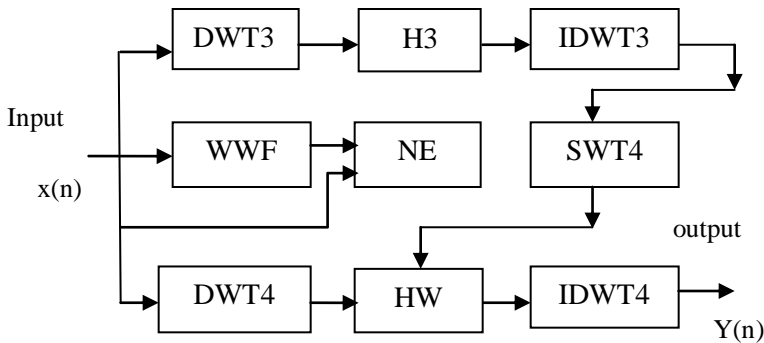 DWT3
H3
IDWT3
Input
WWF
NE
SWT4
x(n)
output
DWT4
HW
IDWT4
Y(n)